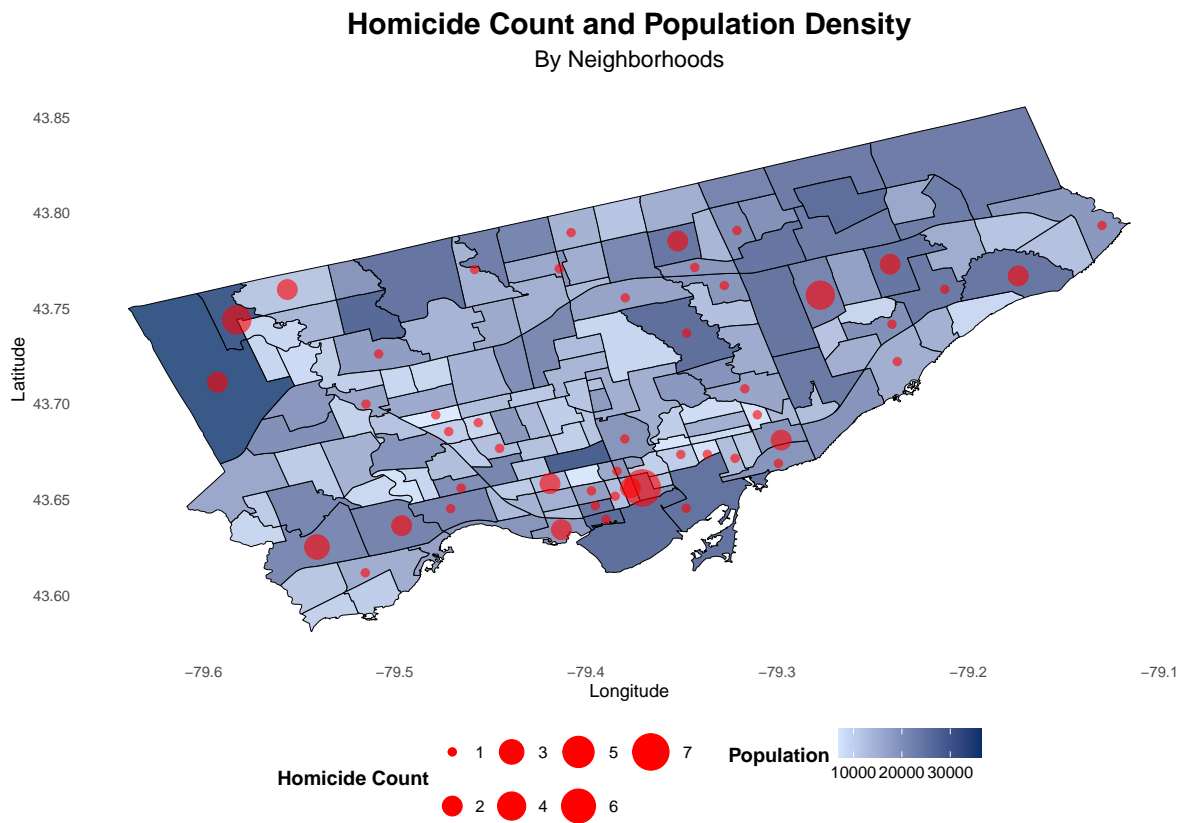 Homicide Count and Population Density
By Neighborhoods
43.85
43.80
43.75
43.70
43.65
43.60
Latitude
−79.6 −79.5 −79.4 −79.3 −79.2 −79.1
Longitude
Homicide Count
1 3 5 7
2 4 6
Population
10000 20000 30000